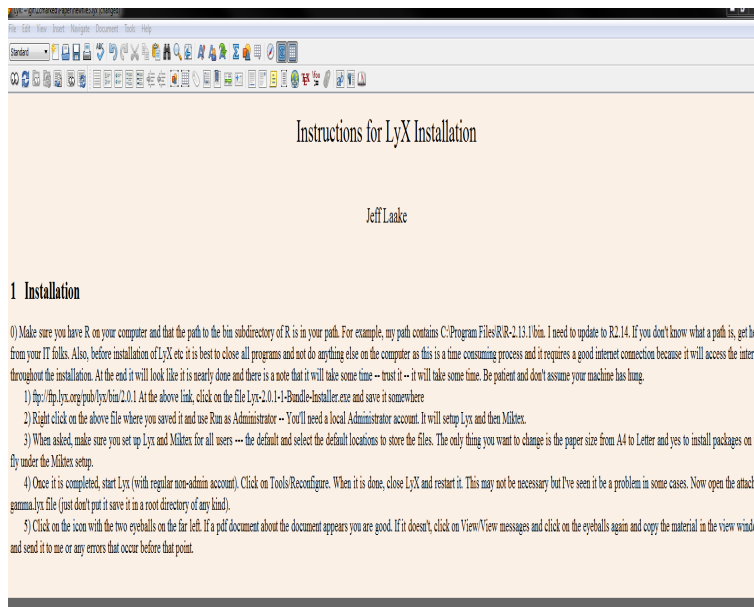 File Edit View Insert Navigate Document Tools Help
Standard
Instructions for LyX Installation
Jeff Laake
1 Installation
0) Make sure you have R on your computer and that the path to the bin subdirectory of R is in your path. For example, my path contains C:\Program Files\R\R-2.13.1\bin. I need to update to R2.14. If you don't know what a path is, get
from your IT folks. Also, before installation of LyX etc it is best to close all programs and not do anything else on the computer as this is a time consuming process and it requires a good internet connection because it will access the
throughout the installation. At the end it will look like it is nearly done and there is a note that it will take some time -- trust it -- it will take some time. Be patient and don't assume your machine has hung.
1) ftp://ftp.lyx.org/pub/lyx/bin/2.0.1 At the above link, click on the file Lyx-2.0.1-1-Bundle-Installer.exe and save it somewhere
2) Right click on the above file where you saved it and use Run as Administrator -- You'll need a local Administrator account. It will setup Lyx and then Miktex.
3) When asked, make sure you set up Lyx and Miktex for all users --- the default and select the default locations to store the files. The only thing you want to change is the paper size from A4 to Letter and yes to install packages on
fly under the Miktex setup.
4) Once it is completed, start Lyx (with regular non-admin account). Click on Tools/Reconfigure. When it is done, close LyX and restart it. This may not be necessary but I've seen it be a problem in some cases. Now open the
gamma.lyx file (just don't put it save it in a root directory of any kind).
5) Click on the icon with the two eyeballs on the far left. If a pdf document about the document appears you are good. If it doesn't, click on View/View messages and click on the eyeballs again and copy the material in the view
and send it to me or any errors that occur before that point.